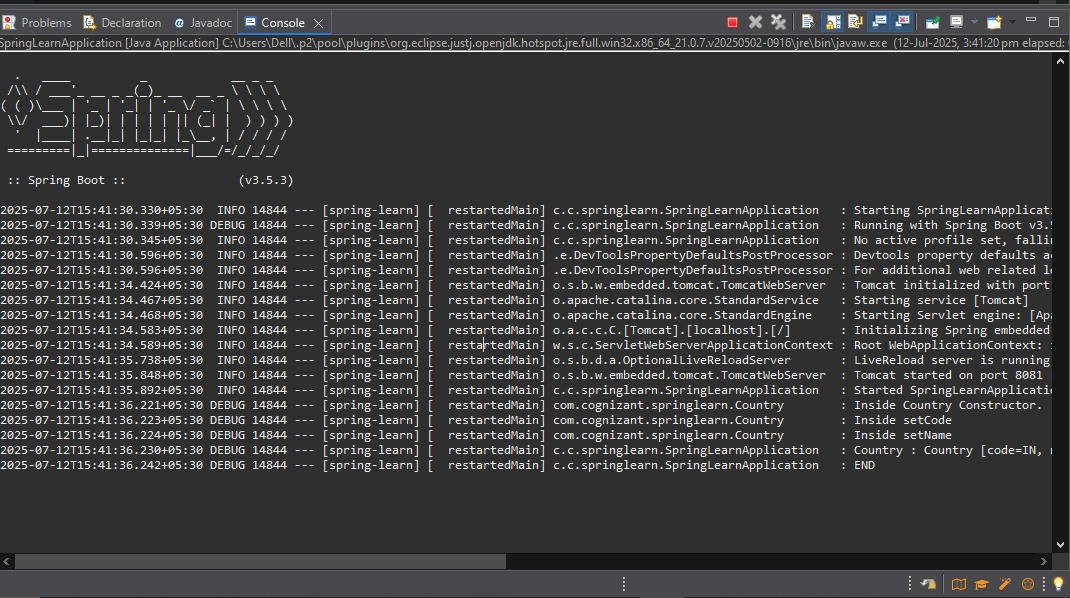 Problems Declaration Javadoc Console
SpringLearnApplication [Java Application] C:\Users\Dell\.p2\pool\plugins\org.eclipse.justj.openjdk.hotspot.jre.full.win32.x86_64_21.0.7.v20250502-0916\jre\bin\javaw.exe (12-Jul-2025, 3:41:20 pm elapsed:
:: Spring Boot :: (v3.5.3)
2025-07-12T15:41:30.330+05:30 INFO 14844 --- [spring-learn] [ restartedMain] c.c.springlearn.SpringLearnApplication : Starting SpringLearnApplicati
2025-07-12T15:41:30.339+05:30 DEBUG 14844 --- [spring-learn] [ restartedMain] c.c.springlearn.SpringLearnApplication : Running with Spring Boot v3.5
2025-07-12T15:41:30.345+05:30 INFO 14844 --- [spring-learn] [ restartedMain] c.c.springlearn.SpringLearnApplication : No active profile set, fallin
2025-07-12T15:41:30.596+05:30 INFO 14844 --- [spring-learn] [ restartedMain] .e.DevToolsPropertyDefaultsPostProcessor : Devtools property defaults ac
2025-07-12T15:41:30.596+05:30 INFO 14844 --- [spring-learn] [ restartedMain] .e.DevToolsPropertyDefaultsPostProcessor : For additional web related lo
2025-07-12T15:41:34.424+05:30 INFO 14844 --- [spring-learn] [ restartedMain] o.s.b.w.embedded.tomcat.TomcatWebServer : Tomcat initialized with port
2025-07-12T15:41:34.467+05:30 INFO 14844 --- [spring-learn] [ restartedMain] o.apache.catalina.core.StandardService : Starting service [Tomcat]
2025-07-12T15:41:34.468+05:30 INFO 14844 --- [spring-learn] [ restartedMain] o.apache.catalina.core.StandardEngine : Starting Servlet engine: [Apa
2025-07-12T15:41:34.583+05:30 INFO 14844 --- [spring-learn] [ restartedMain] o.a.c.c.C.[Tomcat].[localhost].[/] : Initializing Spring embedded
2025-07-12T15:41:34.589+05:30 INFO 14844 --- [spring-learn] [ restartedMain] w.s.c.ServletWebServerApplicationContext : Root WebApplicationContext:
2025-07-12T15:41:35.738+05:30 INFO 14844 --- [spring-learn] [ restartedMain] o.s.b.d.a.OptionalLiveReloadServer : LiveReload server is running
2025-07-12T15:41:35.848+05:30 INFO 14844 --- [spring-learn] [ restartedMain] o.s.b.w.embedded.tomcat.TomcatWebServer : Tomcat started on port 8081
2025-07-12T15:41:35.892+05:30 INFO 14844 --- [spring-learn] [ restartedMain] c.c.springlearn.SpringLearnApplication : Started SpringLearnApplicatio
2025-07-12T15:41:36.221+05:30 DEBUG 14844 --- [spring-learn] [ restartedMain] com.cognizant.springlearn.Country : Inside Country Constructor.
2025-07-12T15:41:36.223+05:30 DEBUG 14844 --- [spring-learn] [ restartedMain] com.cognizant.springlearn.Country : Inside setCode
2025-07-12T15:41:36.224+05:30 DEBUG 14844 --- [spring-learn] [ restartedMain] com.cognizant.springlearn.Country : Inside setName
2025-07-12T15:41:36.230+05:30 DEBUG 14844 --- [spring-learn] [ restartedMain] c.c.springlearn.SpringLearnApplication : Country : Country [code=IN,
2025-07-12T15:41:36.242+05:30 DEBUG 14844 --- [spring-learn] [ restartedMain] c.c.springlearn.SpringLearnApplication : END